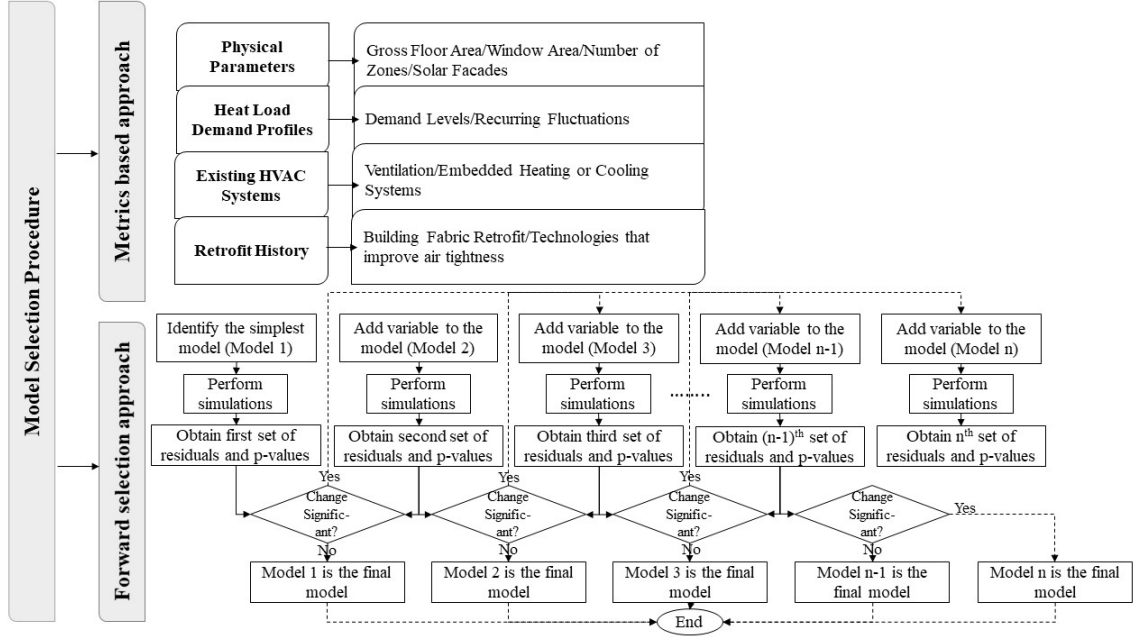 Model Selection Procedure
Metrics based approach
Physical
Parameters
Gross Floor Area/Window Area/Number of
Zones/Solar Facades
Heat Load
Demand Profiles
Demand Levels/Recurring Fluctuations
Existing HVAC
Systems
Ventilation/Embedded Heating or Cooling
Systems
Retrofit History
Building Fabric Retrofit/Technologies that
improve air tightness
Forward selection approach
Identify the simplest
model (Model 1)
Add variable to the
model (Model 2)
Add variable to the
model (Model 3)
Add variable to the
model (Model n-1)
Add variable to the
model (Model n)
Perform
simulations
Perform
simulations
Perform
simulations
........
Perform
simulations
Perform
simulations
Obtain first set of
residuals and p-values
Obtain second set of
residuals and p-values
Obtain third set of
residuals and p-values
Obtain (n-1)th set of
residuals and p-values
Obtain nth set of
residuals and p-values
Yes
Change
Signific-
ant?
No
Yes
Change
Signific-
ant?
No
Yes
Change
Signific-
ant?
No
Change
Signific-
ant?
Yes
No
Model 1 is the final
model
Model 2 is the final
model
Model 3 is the final
model
Model n-1 is the
final model
Model n is the final
model
End